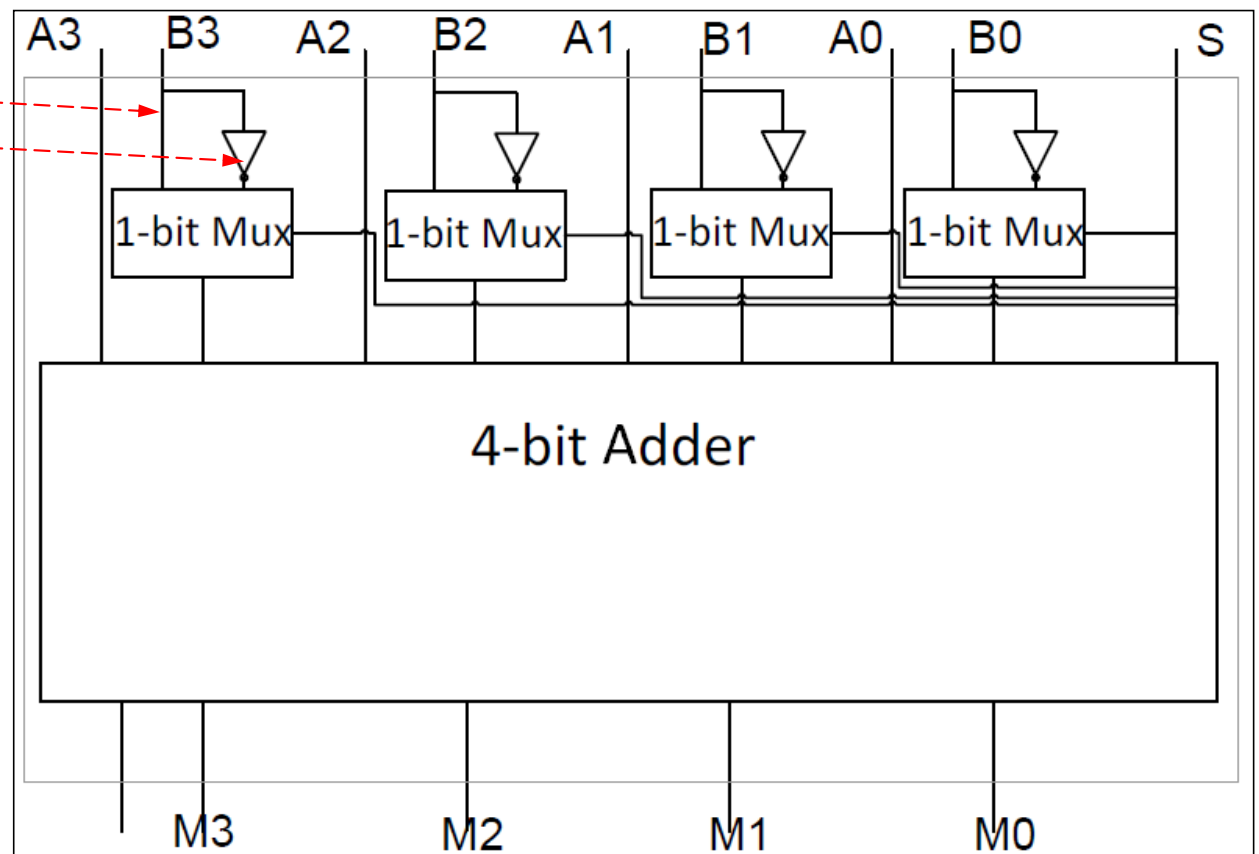 A3 B3 A2 B2 A1 B1 A0 B0 S
1-bit Mux 1-bit Mux 1-bit Mux 1-bit Mux
4-bit Adder
M3 M2 M1 M0